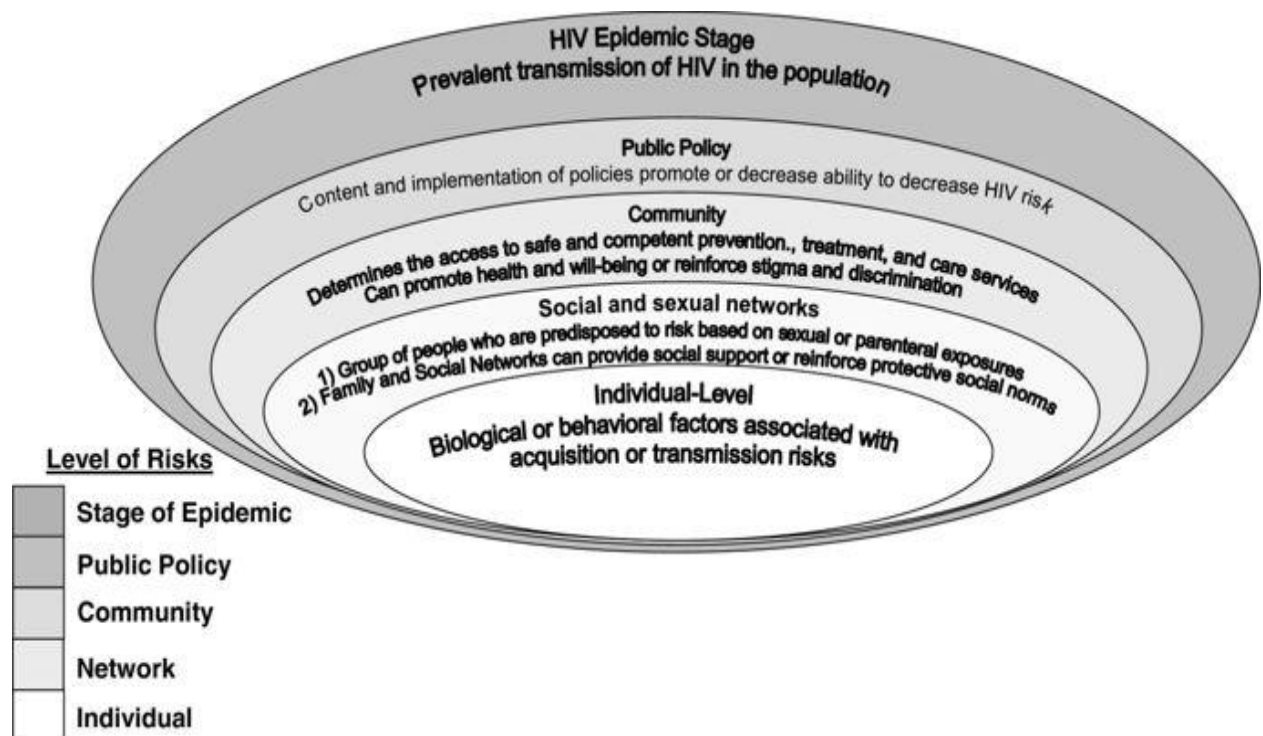 HIV Epidemic Stage
Prevalent transmission of HIV in the population
Public Policy
Content and implementation of policies promote or decrease ability to decrease HIV risk
Community
Determines the access to safe and competent prevention., treatment, and care services
Can promote health and will-being or reinforce stigma and discrimination
Social and sexual networks
1) Group of people who are predisposed to risk based on sexual or parenteral exposures
2) Family and Social Networks can provide social support or reinforce protective social norms
Individual-Level
Biological or behavioral factors associated with
acquisition or transmission risks
Level of Risks
Stage of Epidemic
Public Policy
Community
Network
Individual